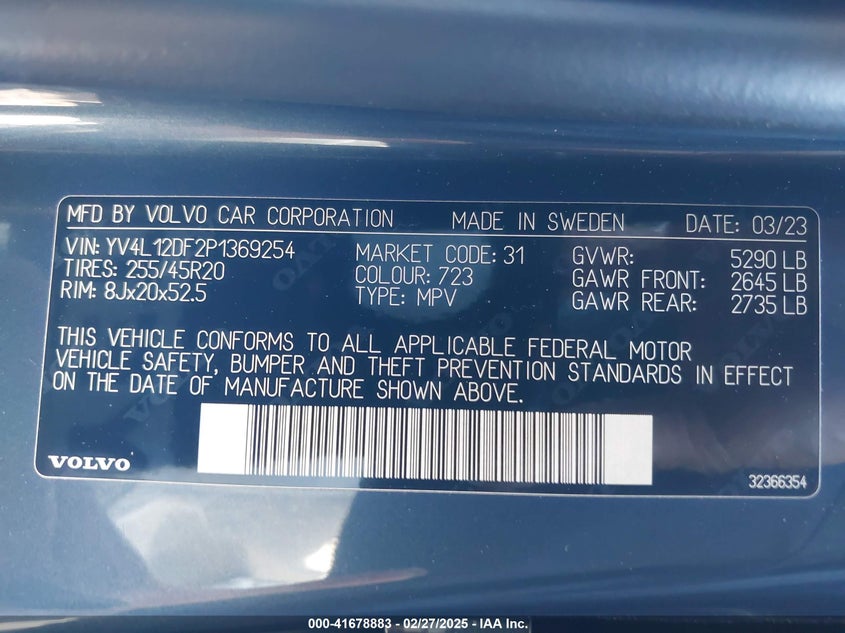 MFD BY VOLVO CAR CORPORATION MADE IN SWEDEN DATE: 03/23
VIN: YV4L12DF2P1369254 MARKET CODE: 31 GVWR: 5290 LB
TIRES: 255/45R20 COLOUR: 723 GAWR FRONT: 2645 LB
RIM: 8Jx20x52.5 TYPE: MPV GAWR REAR: 2735 LB
THIS VEHICLE CONFORMS TO ALL APPLICABLE FEDERAL MOTOR
VEHICLE SAFETY, BUMPER AND THEFT PREVENTION STANDARDS IN EFFECT
ON THE DATE OF MANUFACTURE SHOWN ABOVE.
VOLVO 32366354
000-41678883 - 02/27/2025 - IAA Inc.